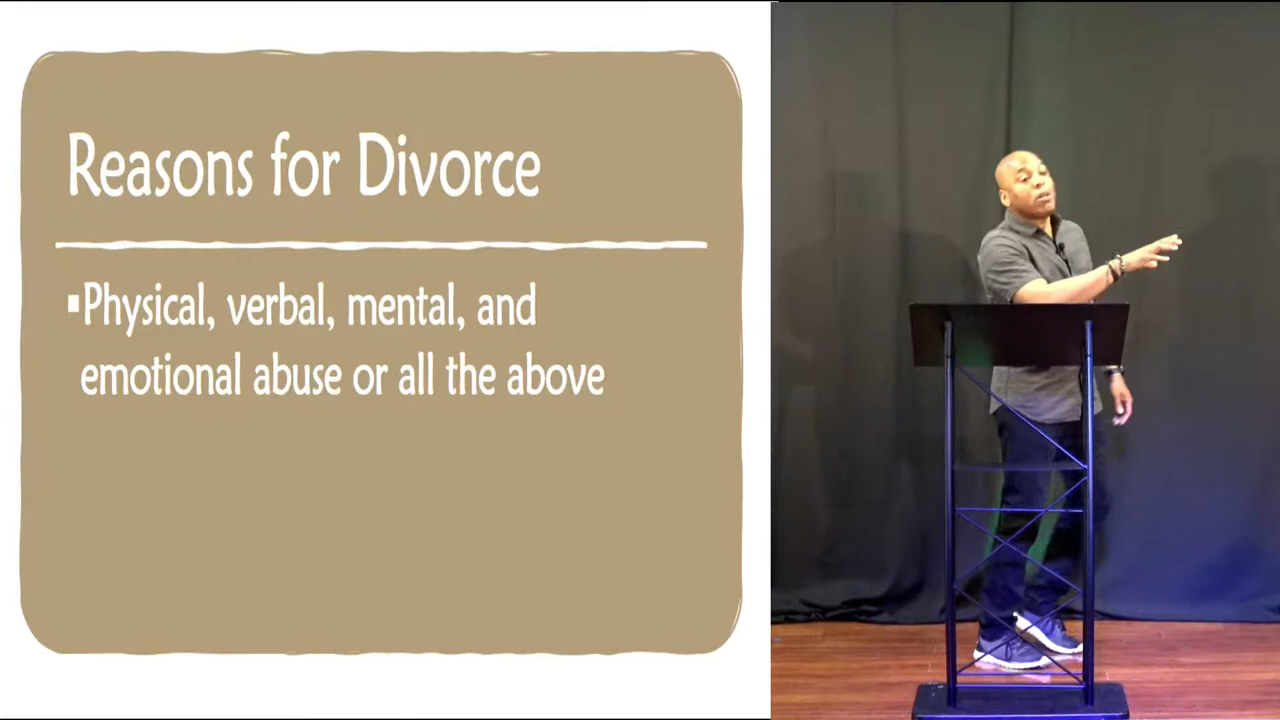 Reasons for Divorce
▪Physical, verbal, mental, and
emotional abuse or all the above